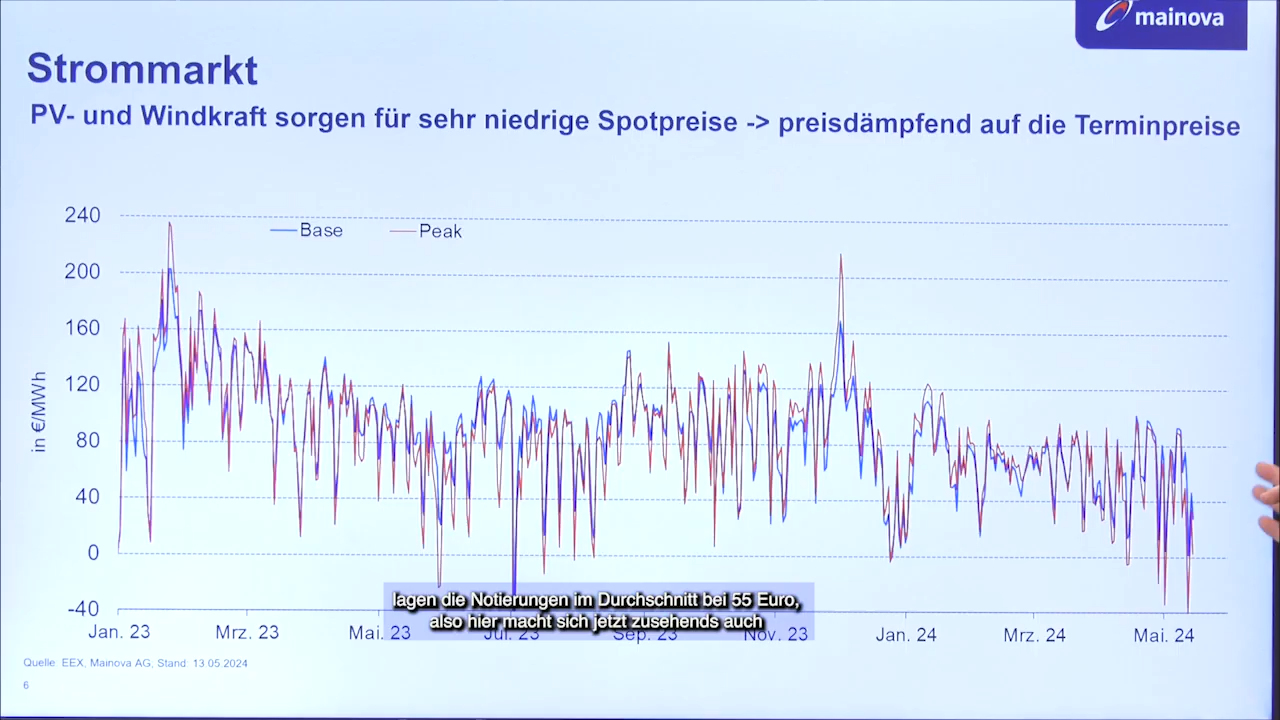 mainova
Strommarkt
PV- und Windkraft sorgen für sehr niedrige Spotpreise -> preisdämpfend auf die Terminpreise
240
200
160
120
80
40
0
-40
in €/MWh
Base
Peak
lagen die Notierungen im Durchschnitt bei 55 Euro,
also hier macht sich jetzt zusehends auch
Jan. 23
Mrz. 23
Mai. 23
Jul. 23
Sep. 23
Nov. 23
Jan. 24
Mrz. 24
Mai. 24
Quelle EEX, Mainova AG, Stand 13 05.2024
6